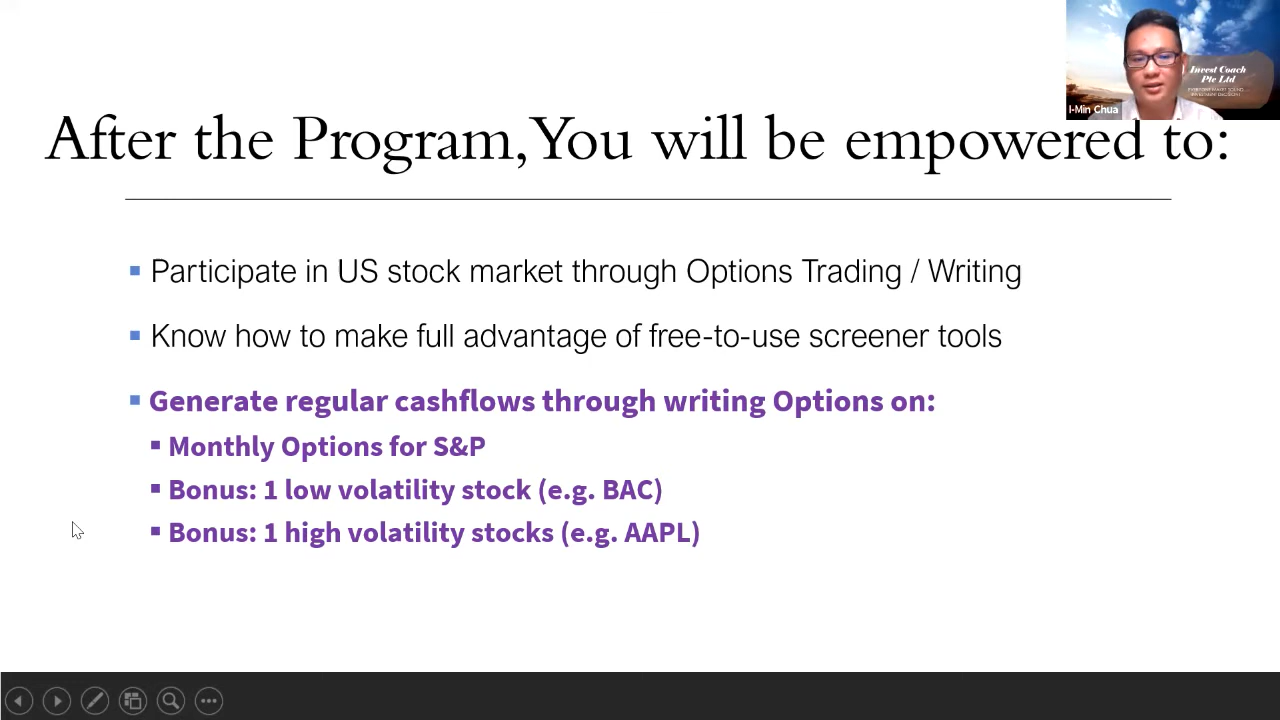 Invest Coach
Pte Ltd
I-Min Chua
After the Program, You will be empowered to:
Participate in US stock market through Options Trading / Writing
Know how to make full advantage of free-to-use screener tools
Generate regular cashflows through writing Options on:
Monthly Options for S&P
Bonus: 1 low volatility stock (e.g. BAC)
Bonus: 1 high volatility stocks (e.g. AAPL)